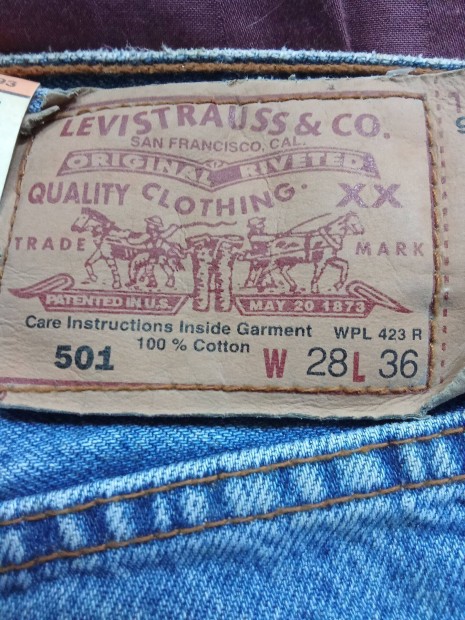 LEVI STRAUSS & CO.
SAN FRANCISCO, CAL.
ORIGINAL RIVETED
QUALITY CLOTHING. XX
TRADE MARK
PATENTED IN U.S. MAY 20 1873
Care Instructions Inside Garment WPL 423 R
501 100 % Cotton W 28 L 36